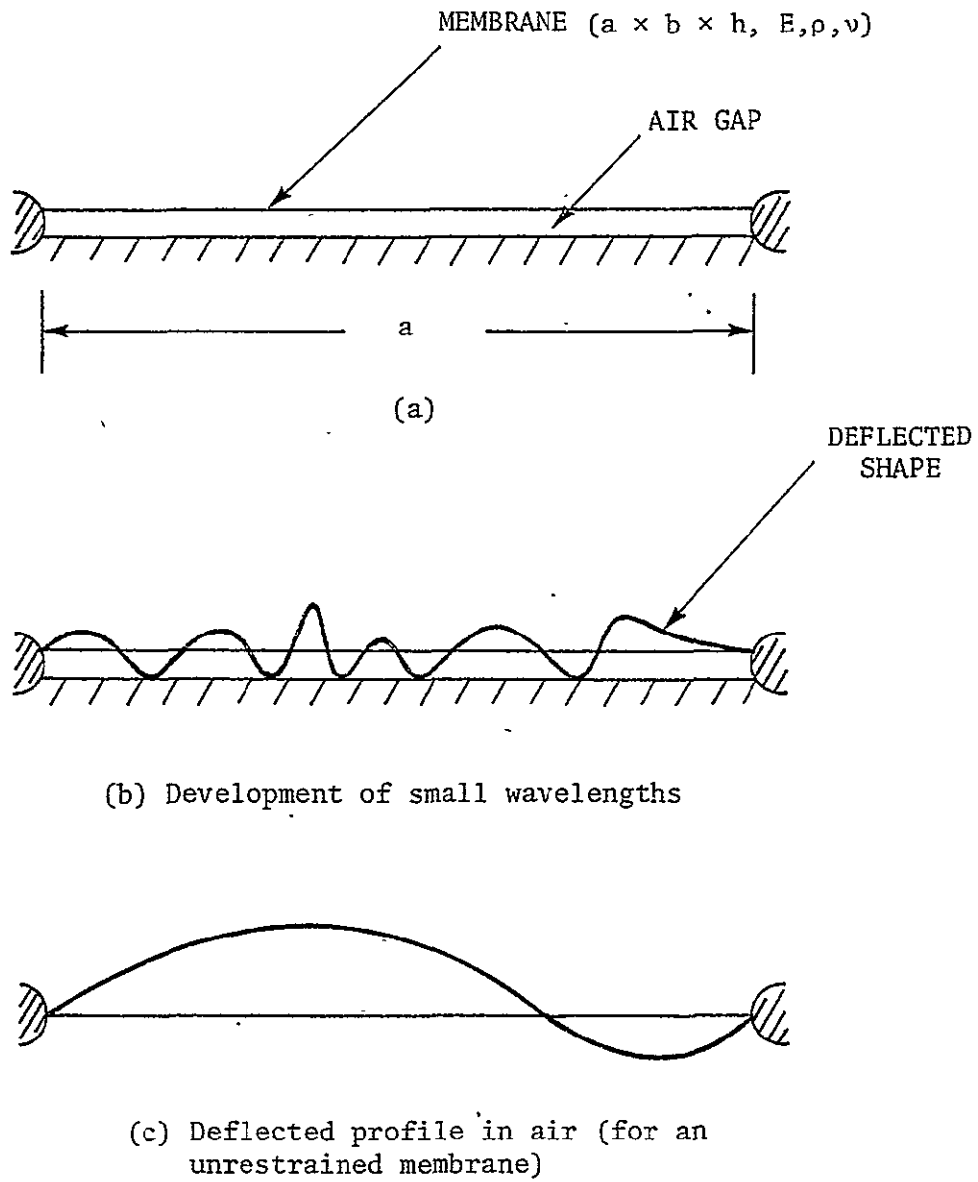 MEMBRANE (a × b × h, E,ρ,ν)
AIR GAP
a
(a)
DEFLECTED
SHAPE
(b) Development of small wavelengths
(c) Deflected profile in air (for an
unrestrained membrane)